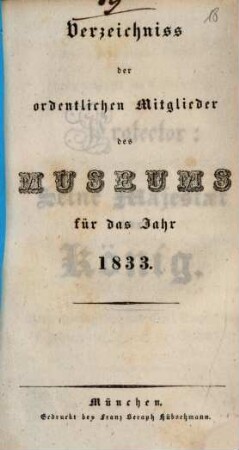 Verzeichniss
der
ordentlichen Mitglieder
des
MUSEUMS
für das Jahr
1833.
München.
Gedruckt bey Franz Seraph Hübschmann.